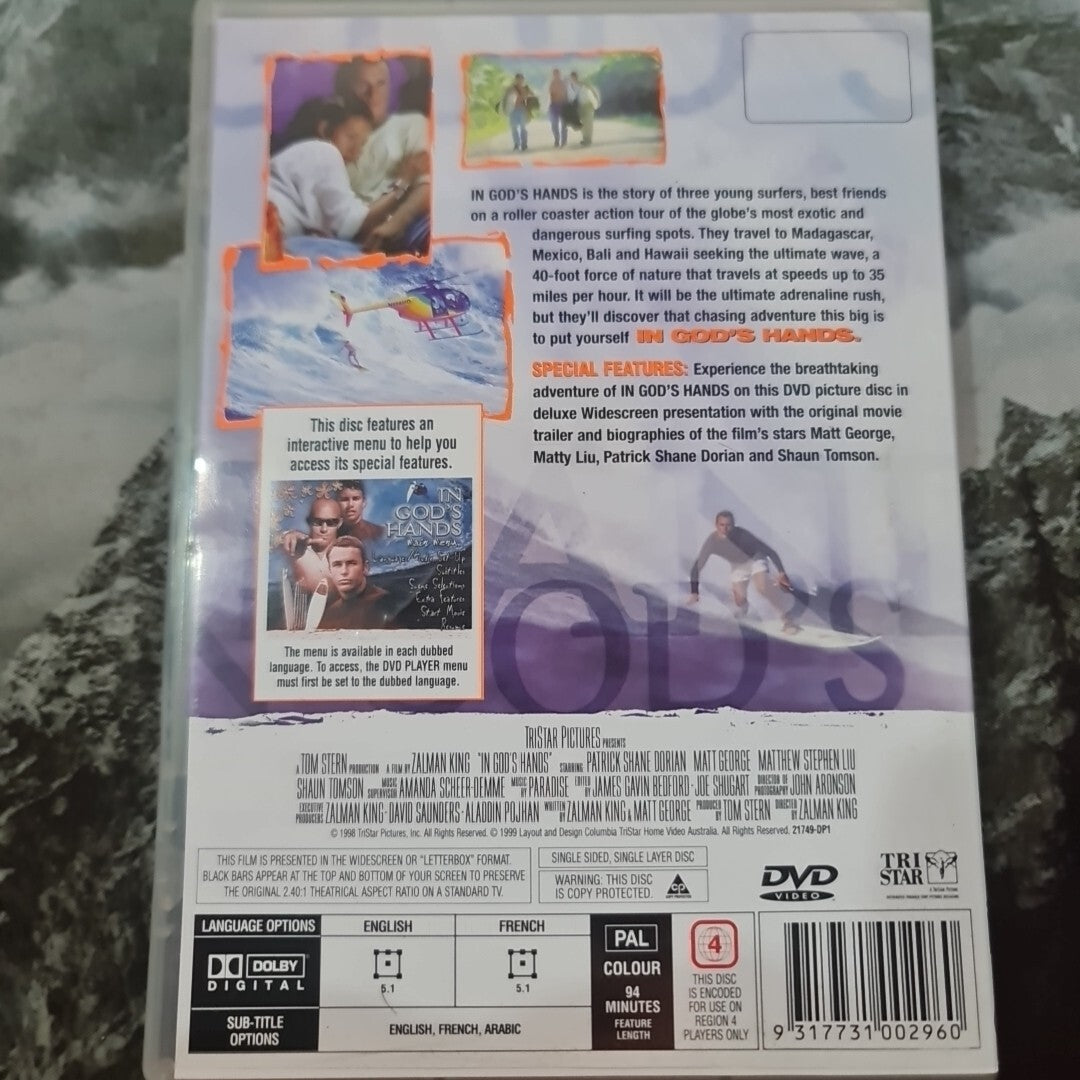 IN GOD'S HANDS is the story of three young surfers, best friends
on a roller coaster action tour of the globe's most exotic and
dangerous surfing spots. They travel to Madagascar,
Mexico, Bali and Hawaii seeking the ultimate wave, a
40-foot force of nature that travels at speeds up to 35
miles per hour. It will be the ultimate adrenaline rush,
but they'll discover that chasing adventure this big is
to put yourself IN GOD'S HANDS.
SPECIAL FEATURES: Experience the breathtaking
adventure of IN GOD'S HANDS on this DVD picture disc in
deluxe Widescreen presentation with the original movie
trailer and biographies of the film's stars Matt George,
Matty Liu, Patrick Shane Dorian and Shaun Tomson.
This disc features an
interactive menu to help you
access its special features.
IN
GOD'S
HANDS
Main Menu
Subtitles
Scene Selections
Extra Features
Start Movie
Resume
The menu is available in each dubbed
language. To access, the DVD PLAYER menu
must first be set to the dubbed language.
GOD'S
TRISTAR PICTURES PRESENTS
A TOM STERN PRODUCTION A FILM BY ZALMAN KING "IN GOD'S HANDS" STARRING PATRICK SHANE DORIAN MATT GEORGE MATTHEW STEPHEN LIU
SHAUN TOMSON MUSIC SUPERVISOR AMANDA SCHEER-DEMME MUSIC BY PARADISE EDITED BY JAMES GAVIN BEDFORD · JOE SHUGART DIRECTOR OF PHOTOGRAPHY JOHN ARONSON
EXECUTIVE PRODUCERS ZALMAN KING · DAVID SAUNDERS · ALADDIN POJHAN WRITTEN BY ZALMAN KING & MATT GEORGE PRODUCED BY TOM STERN DIRECTED BY ZALMAN KING
© 1998 TriStar Pictures, Inc. All Rights Reserved. © 1999 Layout and Design Columbia TriStar Home Video Australia. All Rights Reserved. 21749-DP1
THIS FILM IS PRESENTED IN THE WIDESCREEN OR "LETTERBOX" FORMAT.
BLACK BARS APPEAR AT THE TOP AND BOTTOM OF YOUR SCREEN TO PRESERVE
THE ORIGINAL 2.40:1 THEATRICAL ASPECT RATIO ON A STANDARD TV.
SINGLE SIDED, SINGLE LAYER DISC
WARNING: THIS DISC
IS COPY PROTECTED.
CP
COPY PROTECTED
DVD
VIDEO
TRI
STAR
LANGUAGE OPTIONS
ENGLISH
FRENCH
DOLBY
DIGITAL
5.1
5.1
SUB-TITLE
OPTIONS
ENGLISH, FRENCH, ARABIC
PAL
COLOUR
94
MINUTES
FEATURE
LENGTH
4
THIS DISC
IS ENCODED
FOR USE ON
REGION 4
PLAYERS ONLY
9 317731 002960